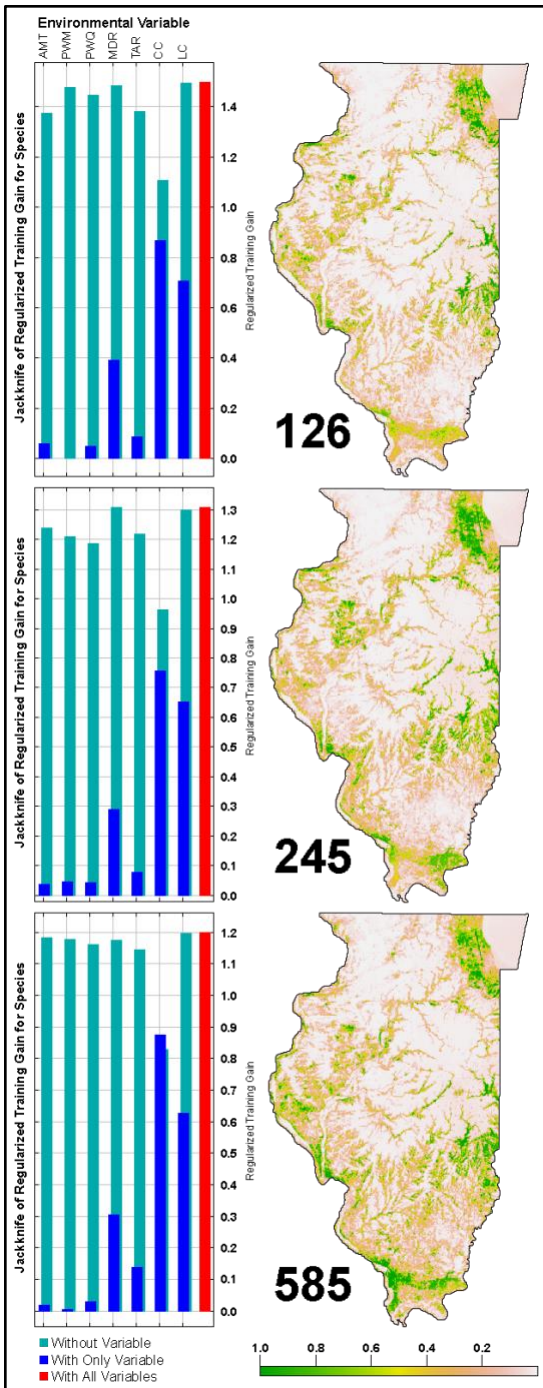 Environmental Variable
AMT
PWM
PWQ
MDR
TAR
CC
LC
Jackknife of Regularized Training Gain for Species
1.4
1.2
1.0
0.8
0.6
0.4
0.2
0.0
Regularized Training Gain
126
Jackknife of Regularized Training Gain for Species
1.3
1.2
1.1
1.0
0.9
0.8
0.7
0.6
0.5
0.4
0.3
0.2
0.1
0.0
Regularized Training Gain
245
Jackknife of Regularized Training Gain for Species
1.2
1.1
1.0
0.9
0.8
0.7
0.6
0.5
0.4
0.3
0.2
0.1
0.0
Regularized Training Gain
585
Without Variable
With Only Variable
With All Variables
1.0 0.8 0.6 0.4 0.2